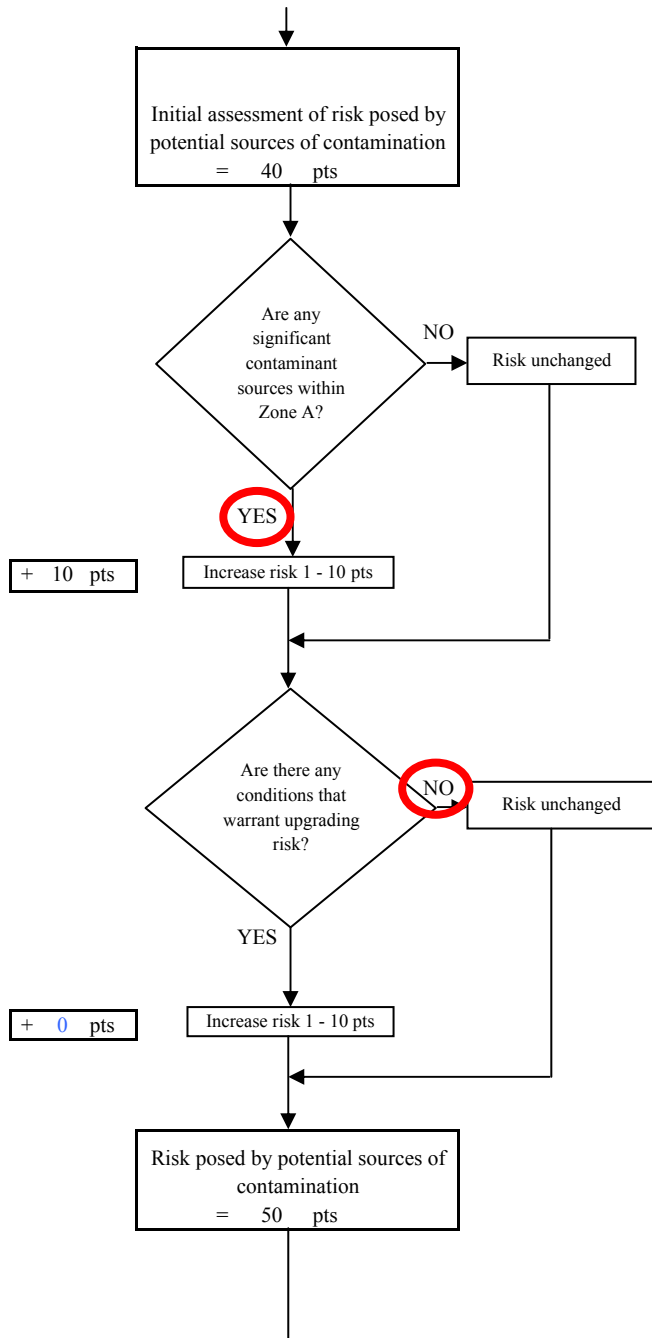 Initial assessment of risk posed by
potential sources of contamination
= 40 pts
Are any
significant
contaminant
sources within
Zone A?
NO
Risk unchanged
YES
+ 10 pts
Increase risk 1 - 10 pts
Are there any
conditions that
warrant upgrading
risk?
NO
Risk unchanged
YES
+ 0 pts
Increase risk 1 - 10 pts
Risk posed by potential sources of
contamination
= 50 pts